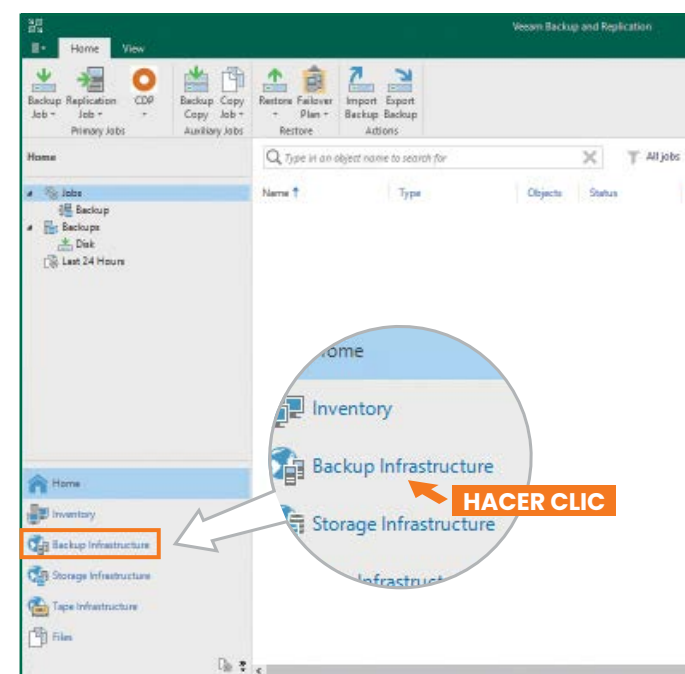 Veeam Backup and Replication
Home View
Backup Job Replication Job CDP Backup Copy Copy Job Restore Failover Plan Import Backup Export Backup
Primary Jobs Auxiliary Jobs Restore Actions
Home
Type in an object name to search for
All jobs
Name Type Objects Status
Jobs
Backup
Backups
Disk
Last 24 Hours
Home
Inventory
Backup Infrastructure
Storage Infrastructure
Tape Infrastructure
Files
ome
Inventory
Backup Infrastructure
HACER CLIC
Storage Infrastructure
Infrastruct